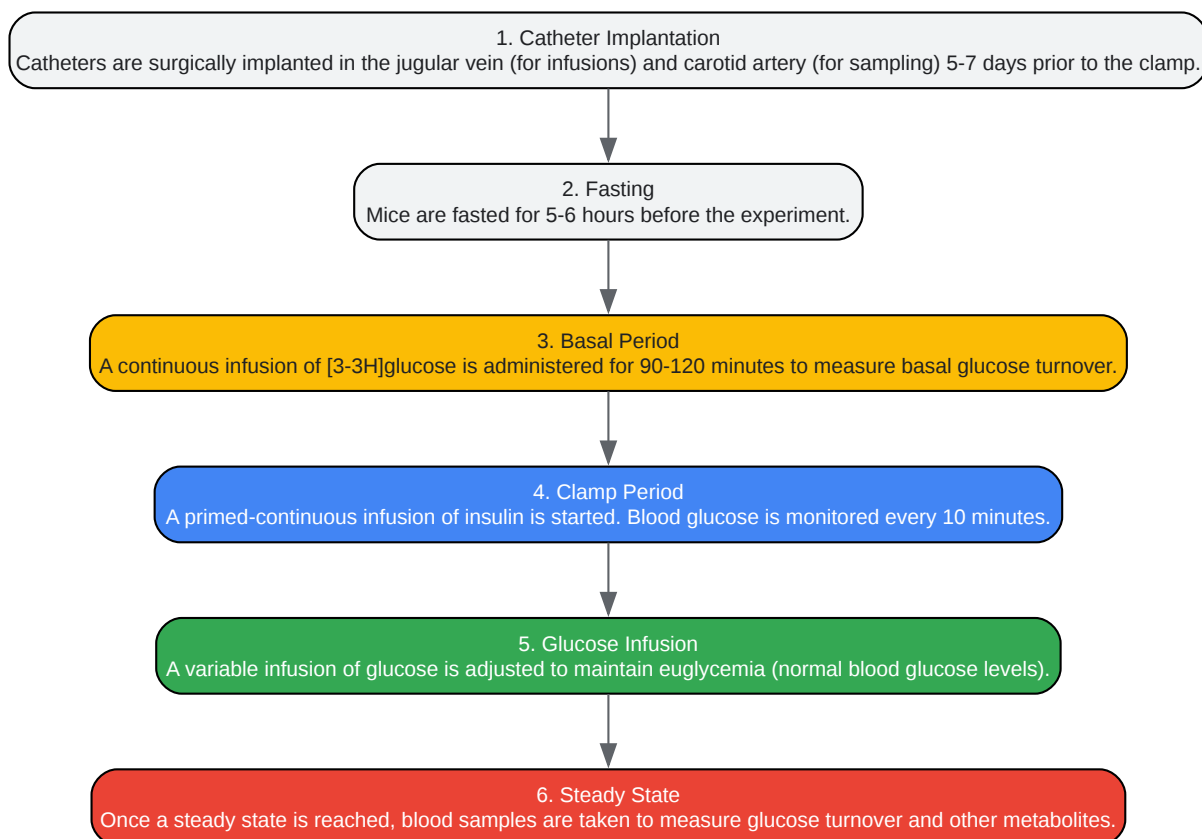 1. Catheter Implantation
Catheters are surgically implanted in the jugular vein (for infusions) and carotid artery (for sampling) 5-7 days prior to the clamp.
2. Fasting
Mice are fasted for 5-6 hours before the experiment.
3. Basal Period
A continuous infusion of [3-3H]glucose is administered for 90-120 minutes to measure basal glucose turnover.
4. Clamp Period
A primed-continuous infusion of insulin is started. Blood glucose is monitored every 10 minutes.
5. Glucose Infusion
A variable infusion of glucose is adjusted to maintain euglycemia (normal blood glucose levels).
6. Steady State
Once a steady state is reached, blood samples are taken to measure glucose turnover and other metabolites.